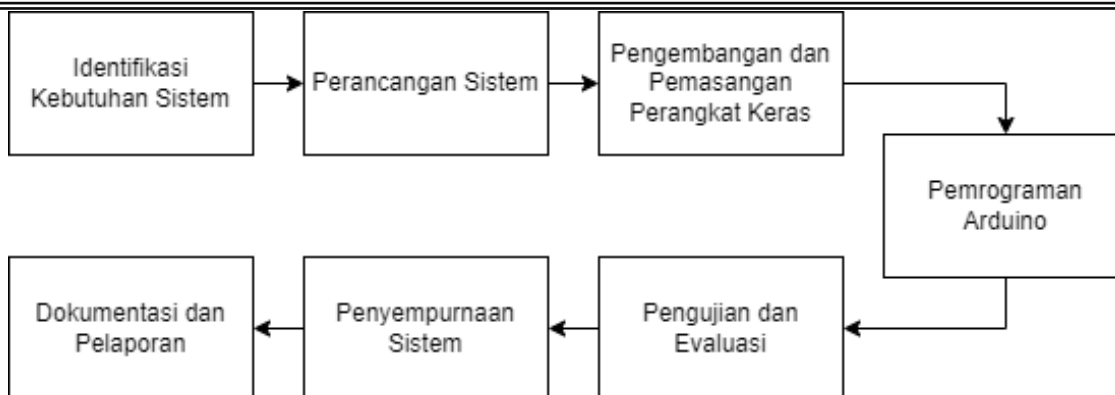 Identifikasi
Kebutuhan Sistem
Perancangan Sistem
Pengembangan dan
Pemasangan
Perangkat Keras
Pemrograman
Arduino
Pengujian dan
Evaluasi
Penyempurnaan
Sistem
Dokumentasi dan
Pelaporan